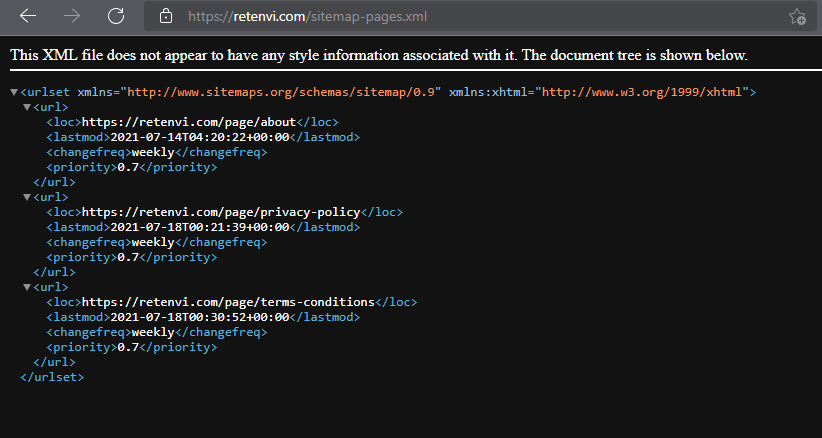 https://retenvi.com/sitemap-pages.xml
This XML file does not appear to have any style information associated with it. The document tree is shown below.
▼<urlset xmlns="http://www.sitemaps.org/schemas/sitemap/0.9" xmlns:xhtml="http://www.w3.org/1999/xhtml">
▼<url>
<loc>https://retenvi.com/page/about</loc>
<lastmod>2021-07-14T04:20:22+00:00</lastmod>
<changefreq>weekly</changefreq>
<priority>0.7</priority>
</url>
▼<url>
<loc>https://retenvi.com/page/privacy-policy</loc>
<lastmod>2021-07-18T00:21:39+00:00</lastmod>
<changefreq>weekly</changefreq>
<priority>0.7</priority>
</url>
▼<url>
<loc>https://retenvi.com/page/terms-conditions</loc>
<lastmod>2021-07-18T00:30:52+00:00</lastmod>
<changefreq>weekly</changefreq>
<priority>0.7</priority>
</url>
</urlset>